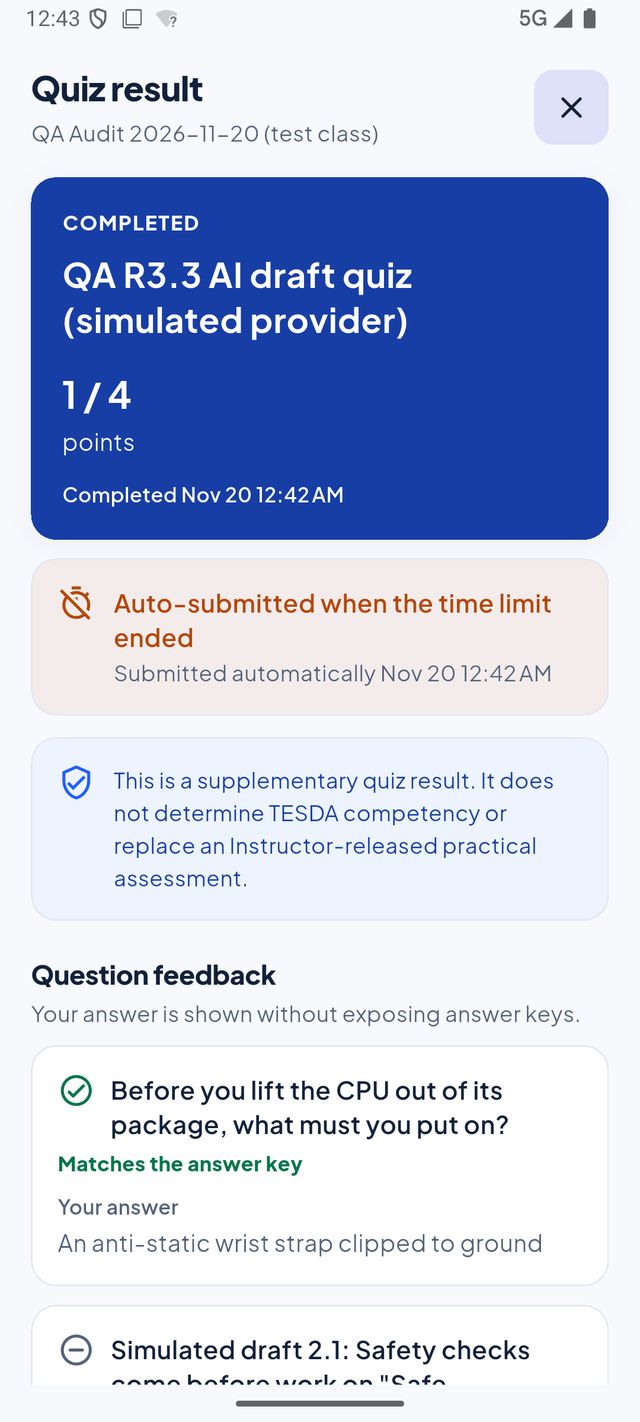 12:43
5G
Quiz result
QA Audit 2026-11-20 (test class)
COMPLETED
QA R3.3 AI draft quiz
(simulated provider)
1 / 4
points
Completed Nov 20 12:42 AM
Auto-submitted when the time limit
ended
Submitted automatically Nov 20 12:42 AM
This is a supplementary quiz result. It does
not determine TESDA competency or
replace an Instructor-released practical
assessment.
Question feedback
Your answer is shown without exposing answer keys.
Before you lift the CPU out of its
package, what must you put on?
Matches the answer key
Your answer
An anti-static wrist strap clipped to ground
Simulated draft 2.1: Safety checks
come before work on "Safe